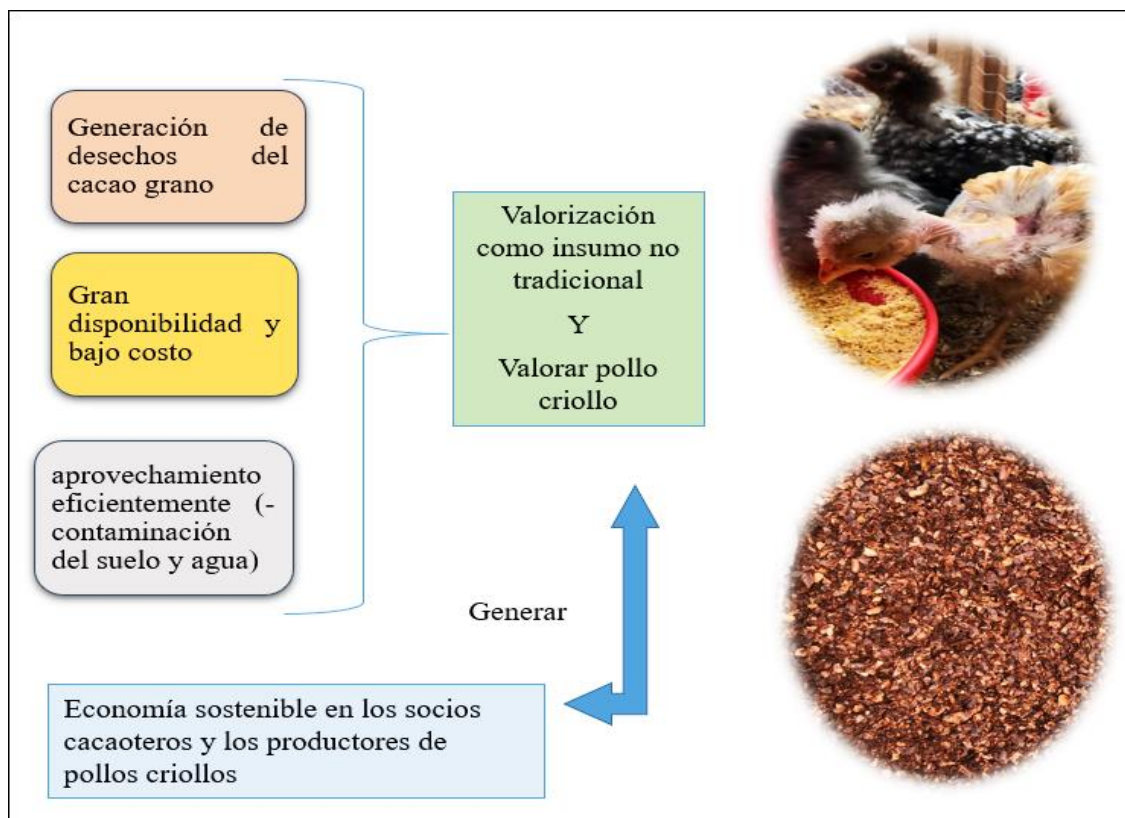 Generación de
desechos del
cacao grano
Gran
disponibilidad y
bajo costo
aprovechamiento
eficientemente (-
contaminación
del suelo y agua)
Valorización
como insumo no
tradicional
Y
Valorar pollo
criollo
Generar
Economía sostenible en los socios
cacaoteros y los productores de
pollos criollos